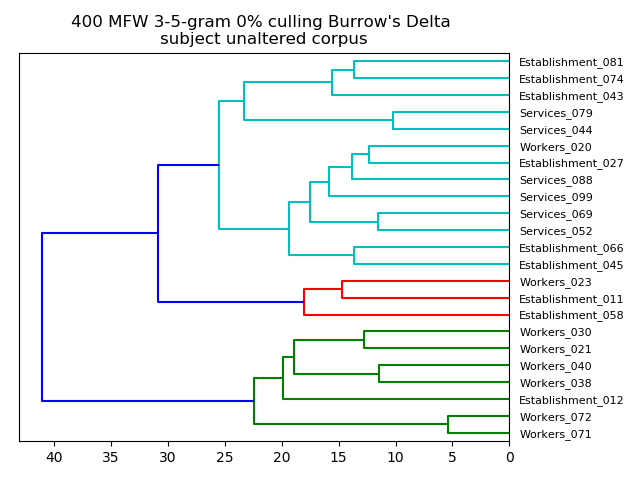 400 MFW 3-5-gram 0% culling Burrow's Delta
subject unaltered corpus
Establishment_081
Establishment_074
Establishment_043
Services_079
Services_044
Workers_020
Establishment_027
Services_088
Services_099
Services_069
Services_052
Establishment_066
Establishment_045
Workers_023
Establishment_011
Establishment_058
Workers_030
Workers_021
Workers_040
Workers_038
Establishment_012
Workers_072
Workers_071
40 35 30 25 20 15 10 5 0